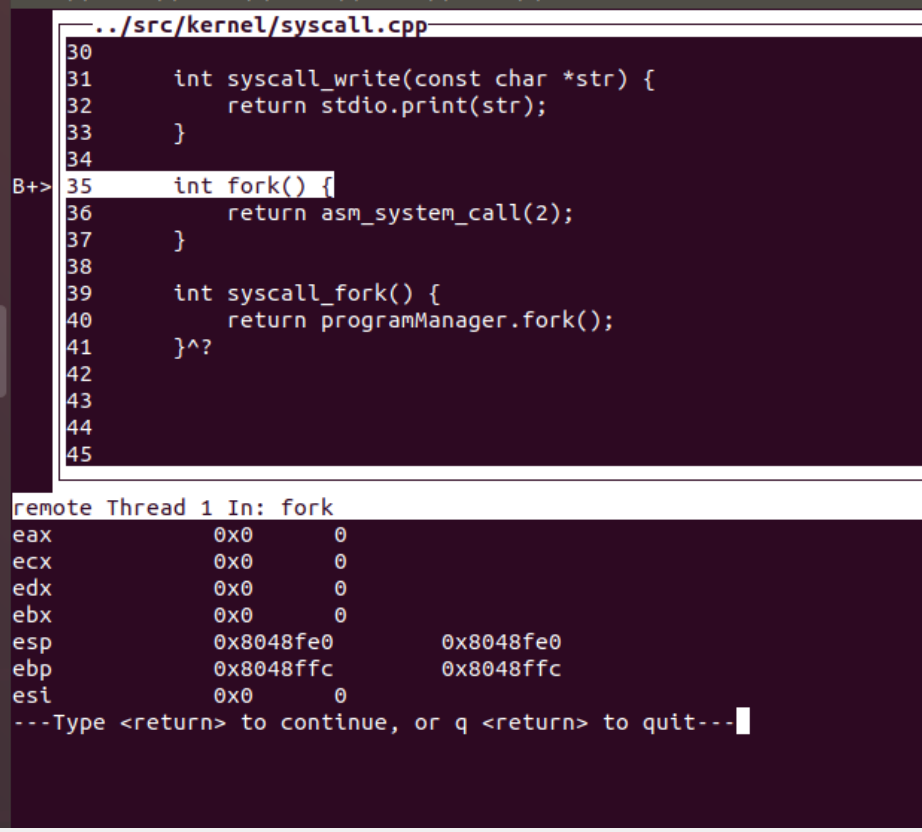 ../src/kernel/syscall.cpp
30
31      int syscall_write(const char *str) {
32          return stdio.print(str);
33      }
34
B+> 35      int fork() {
36          return asm_system_call(2);
37      }
38
39      int syscall_fork() {
40          return programManager.fork();
41      }^?
42
43
44
45
remote Thread 1 In: fork
eax            0x0      0
ecx            0x0      0
edx            0x0      0
ebx            0x0      0
esp            0x8048fe0        0x8048fe0
ebp            0x8048ffc        0x8048ffc
esi            0x0      0
---Type <return> to continue, or q <return> to quit---